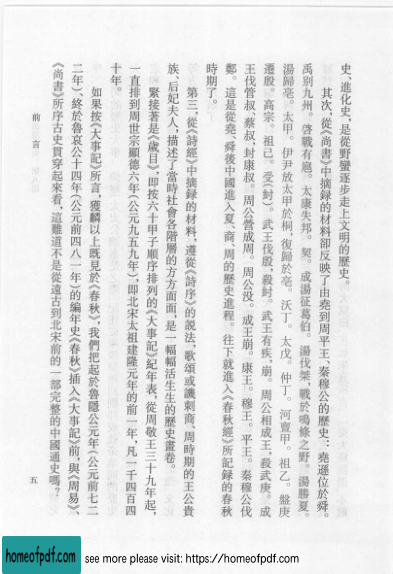 史、進化史，是從野蠻逐步走上文明的歷史。
其次，從《尚書》中摘録的材料卻反映了由堯到周平王、秦穆公的歷史：堯遜位於舜。
禹别九州。啓戰有扈。太康失邦。契。成湯征葛伯。湯伐桀，戰於鳴條之野。湯勝夏。
湯歸亳。太甲。伊尹放太甲於桐，復歸於亳。沃丁。太戊。仲丁。河亶甲。祖乙。盤庚
遷殷。高宗。祖己。受（紂）。武王伐殷，殺紂。武王有疾，崩。周公相成王，殺武庚。成
王伐管叔、蔡叔，封康叔。周公營成周。周公没。成王崩。康王。穆王。平王。秦穆公伐
鄭。這是從堯、舜後中國進入夏、商、周的歷史進程。往下就進入《春秋經》所記録的春秋
時期了。
第三，從《詩經》中摘録的材料，遵從《詩序》的説法，歌頌或譏刺商、周時期的王公貴
族、后妃夫人，描述了當時社會各階層的方方面面，是一幅幅活生生的歷史畫卷。
緊接著是《歲目》，即按六十甲子順序排列的《大事記》紀年表，從周敬王三十九年起，
一直排到周世宗顯德六年（公元九五九年），即北宋太祖建隆元年的前一年，凡一千四百四
十年。
如果按《大事記》所言，獲麟以上既見於《春秋》，我們把起於魯隱公元年（公元前七二
二年）、終於魯哀公十四年（公元前四八一年）的編年史《春秋》插入《大事記》前，與《周易》、
《尚書》所序古史貫穿起來看，這難道不是從遠古到北宋前的一部完整的中國通史嗎？
前言
五
homeofpdf.com
see more please visit: https://homeofpdf.com